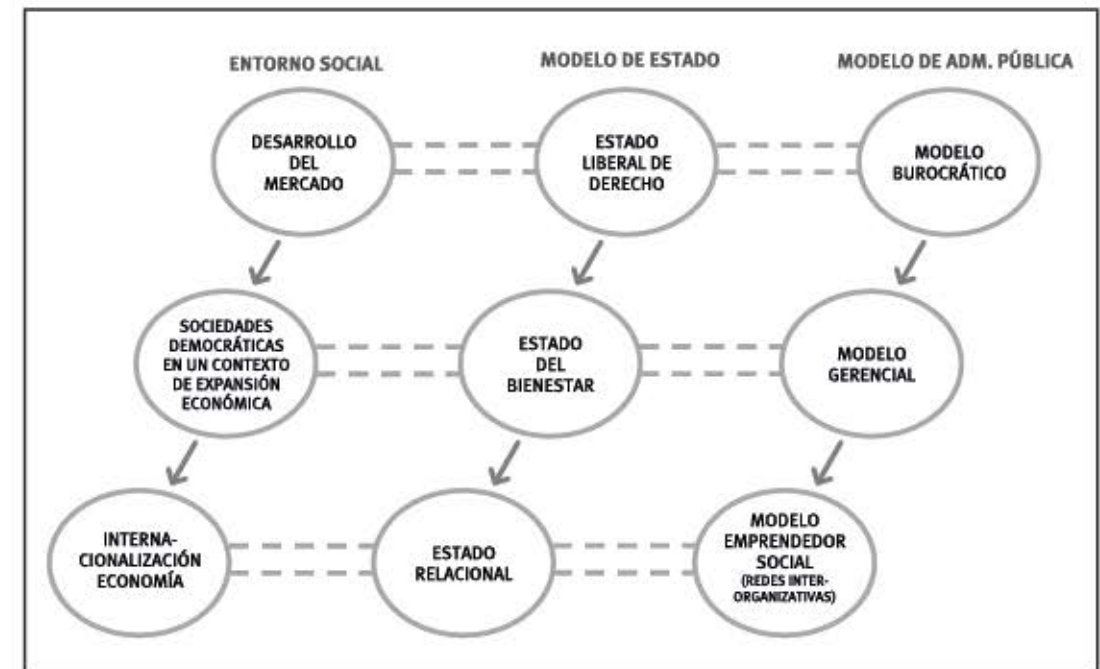 ENTORNO SOCIAL
MODELO DE ESTADO
MODELO DE ADM. PÚBLICA
DESARROLLO
DEL
MERCADO
ESTADO
LIBERAL DE
DERECHO
MODELO
BUROCRÁTICO
SOCIEDADES
DEMOCRÁTICAS
EN UN CONTEXTO
DE EXPANSIÓN
ECONÓMICA
ESTADO
DEL
BIENESTAR
MODELO
GERENCIAL
INTERNA-
CIONALIZACIÓN
ECONOMÍA
ESTADO
RELACIONAL
MODELO
EMPRENDEDOR
SOCIAL
(REDES INTER-
ORGANIZATIVAS)